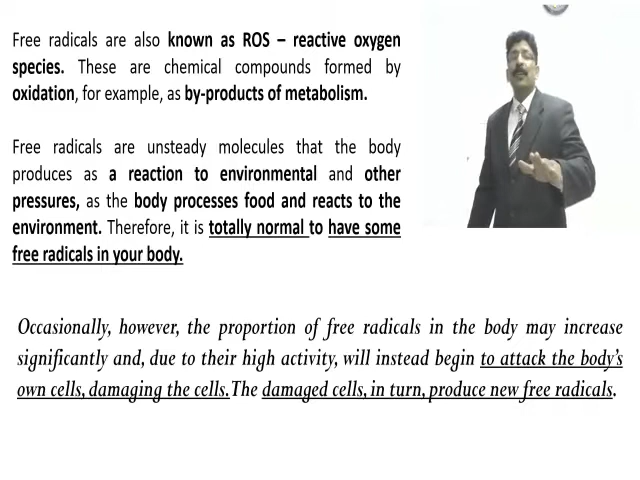 Free radicals are also known as ROS – reactive oxygen
species. These are chemical compounds formed by
oxidation, for example, as by-products of metabolism.
Free radicals are unsteady molecules that the body
produces as a reaction to environmental and other
pressures, as the body processes food and reacts to the
environment. Therefore, it is totally normal to have some
free radicals in your body.
Occasionally, however, the proportion of free radicals in the body may increase
significantly and, due to their high activity, will instead begin to attack the body's
own cells, damaging the cells. The damaged cells, in turn, produce new free radicals.